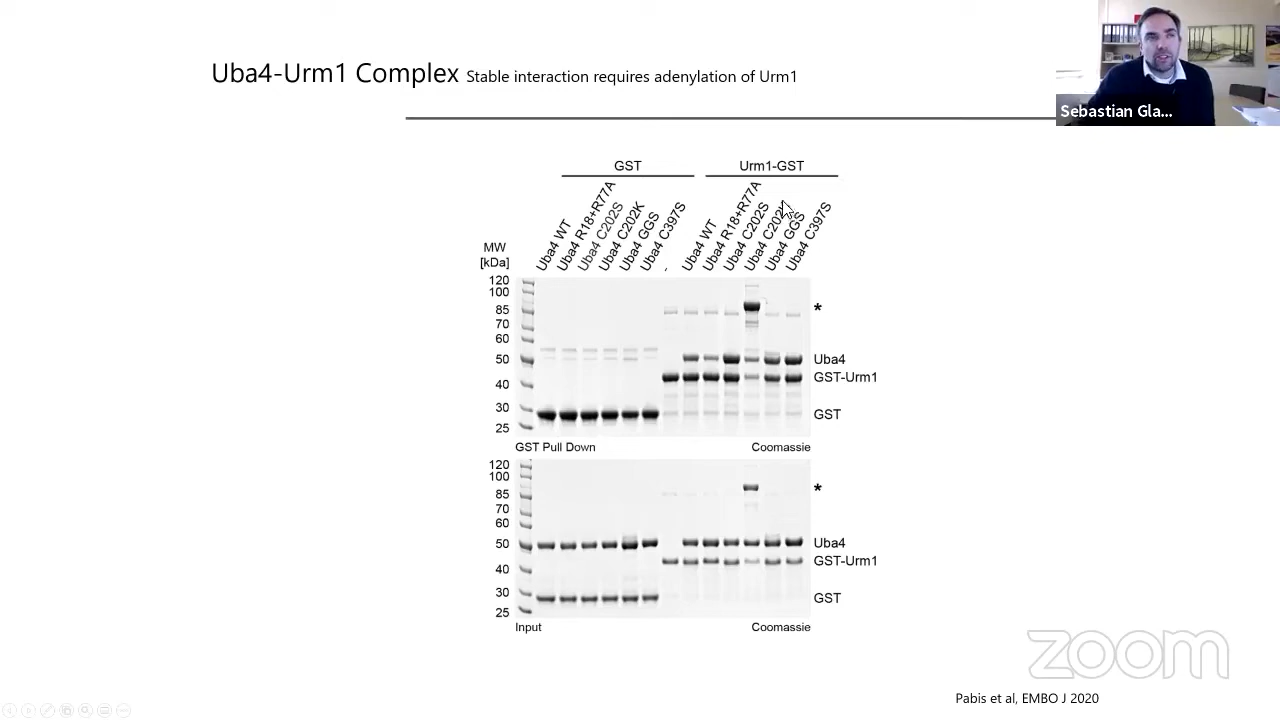 Uba4-Urm1 Complex Stable interaction requires adenylation of Urm1
Sebastian Gla...
GST
Urm1-GST
MW
[kDa]
Uba4 WT
Uba4 R18+R77A
Uba4 C202S
Uba4 C202K
Uba4 GGS
Uba4 C397S
-
Uba4 WT
Uba4 R18+R77A
Uba4 C202S
Uba4 C202K
Uba4 GGS
Uba4 C397S
120
100
85
70
60
50
40
30
25
*
Uba4
GST-Urm1
GST
GST Pull Down
Coomassie
120
100
85
70
60
50
40
30
25
*
Uba4
GST-Urm1
GST
Input
Coomassie
zoom
Pabis et al, EMBO J 2020